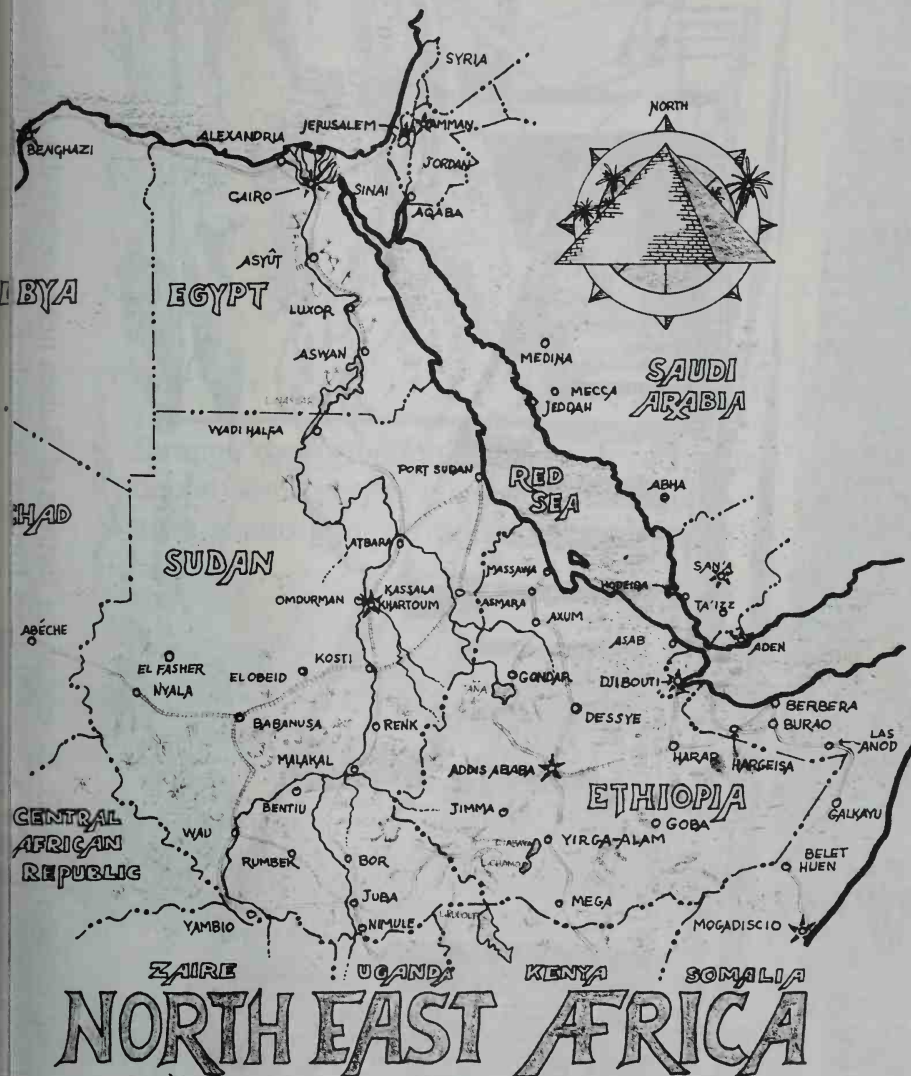 SYRIA
NORTH
JERUSALEM
AMMAN
ALEXANDRIA
BENGHAZI
JORDAN
CAIRO
SINAI
AQABA
ASYÛT
BYA
EGYPT
LUXOR
ASWAN
MEDINA
MECCA
JEDDAH
SAUDI
ARABIA
WADI HALFA
PORT SUDAN
RED
SEA
ABHA
HAD
SUDAN
ATBARA
MASSAWA
HODEIDA
SAN'A
TA'IZZ
OMDURMAN
KASSALA
KHARTOUM
ASMARA
AXUM
ASAB
ADEN
ABÉCHE
EL FASHER
NYALA
EL OBEID
KOSTI
TANA
GONDAR
DJIBOUTI
DESSYE
BERBERA
BURAO
BABANUSA
RENK
LAS
ANOD
MALAKAL
ADDIS ABABA
HARAR
HARGEISA
BENTIU
JIMMA
ETHIOPIA
GALKAYU
CENTRAL
AFRICAN
REPUBLIC
WAU
GOBA
L. ABAYA
YIRGA-ALAM
L. CHAMO
RUMBEK
BOR
BELET
HUEN
JUBA
MEGA
YAMBIO
NIMULE
L. RUDOLF
MOGADISCIO
ZAIRE
UGANDA
KENYA
SOMALIA
NORTH EAST AFRICA